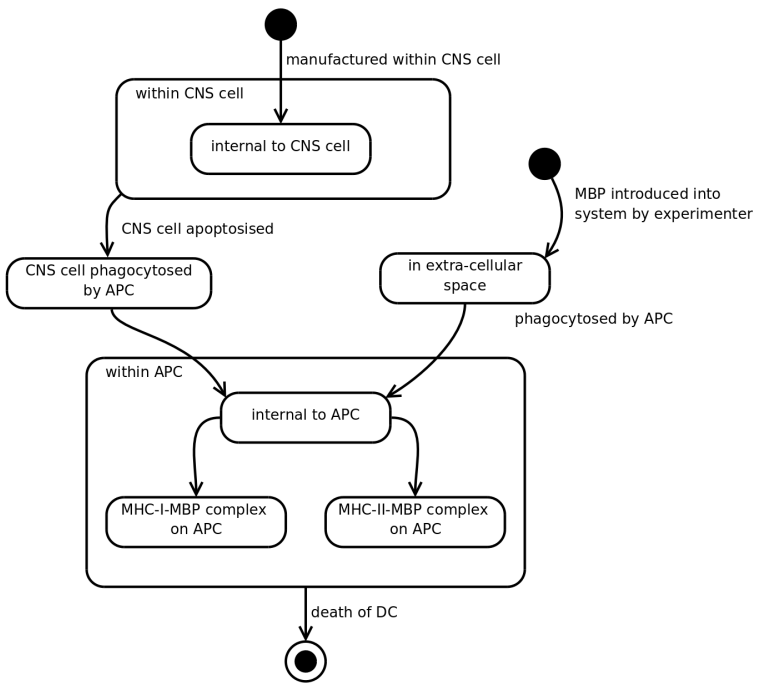 manufactured within CNS cell
within CNS cell
internal to CNS cell
MBP introduced into
system by experimenter
CNS cell apoptosised
CNS cell phagocytosed
by APC
in extra-cellular
space
phagocytosed by APC
within APC
internal to APC
MHC-I-MBP complex
on APC
MHC-II-MBP complex
on APC
death of DC